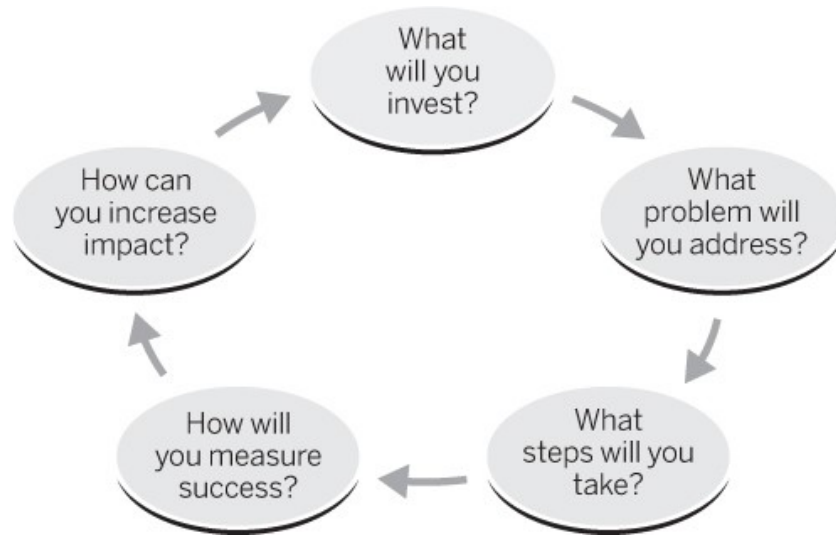 What
will you
invest?
What
problem will
you address?
What
steps will you
take?
How will
you measure
success?
How can
you increase
impact?